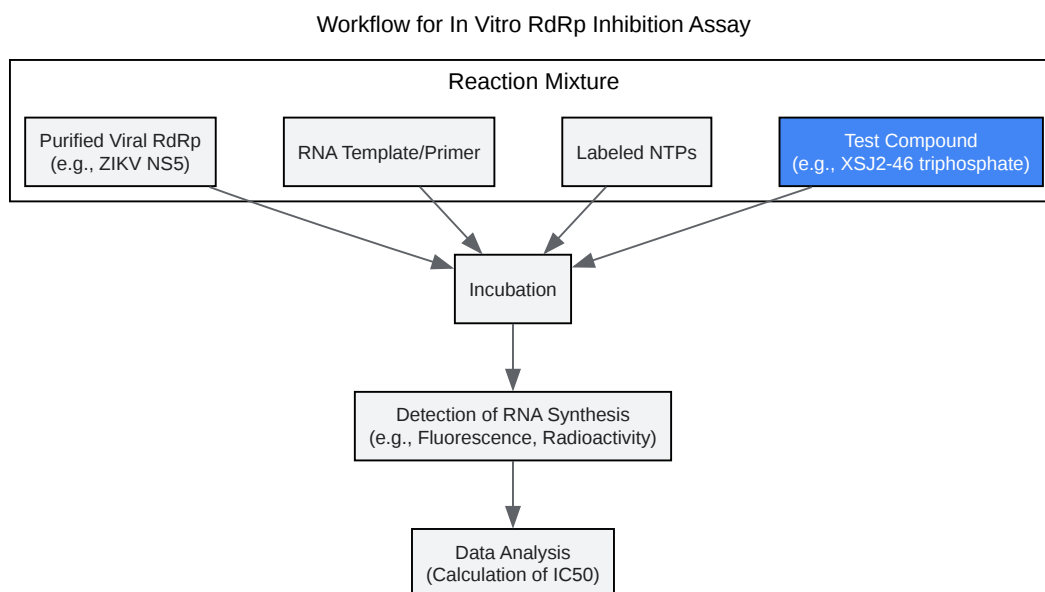 Workflow for In Vitro RdRp Inhibition Assay
Reaction Mixture
Purified Viral RdRp
(e.g., ZIKV NS5)
RNA Template/Primer
Labeled NTPs
Test Compound
(e.g., XSJ2-46 triphosphate)
Incubation
Detection of RNA Synthesis
(e.g., Fluorescence, Radioactivity)
Data Analysis
(Calculation of IC50)